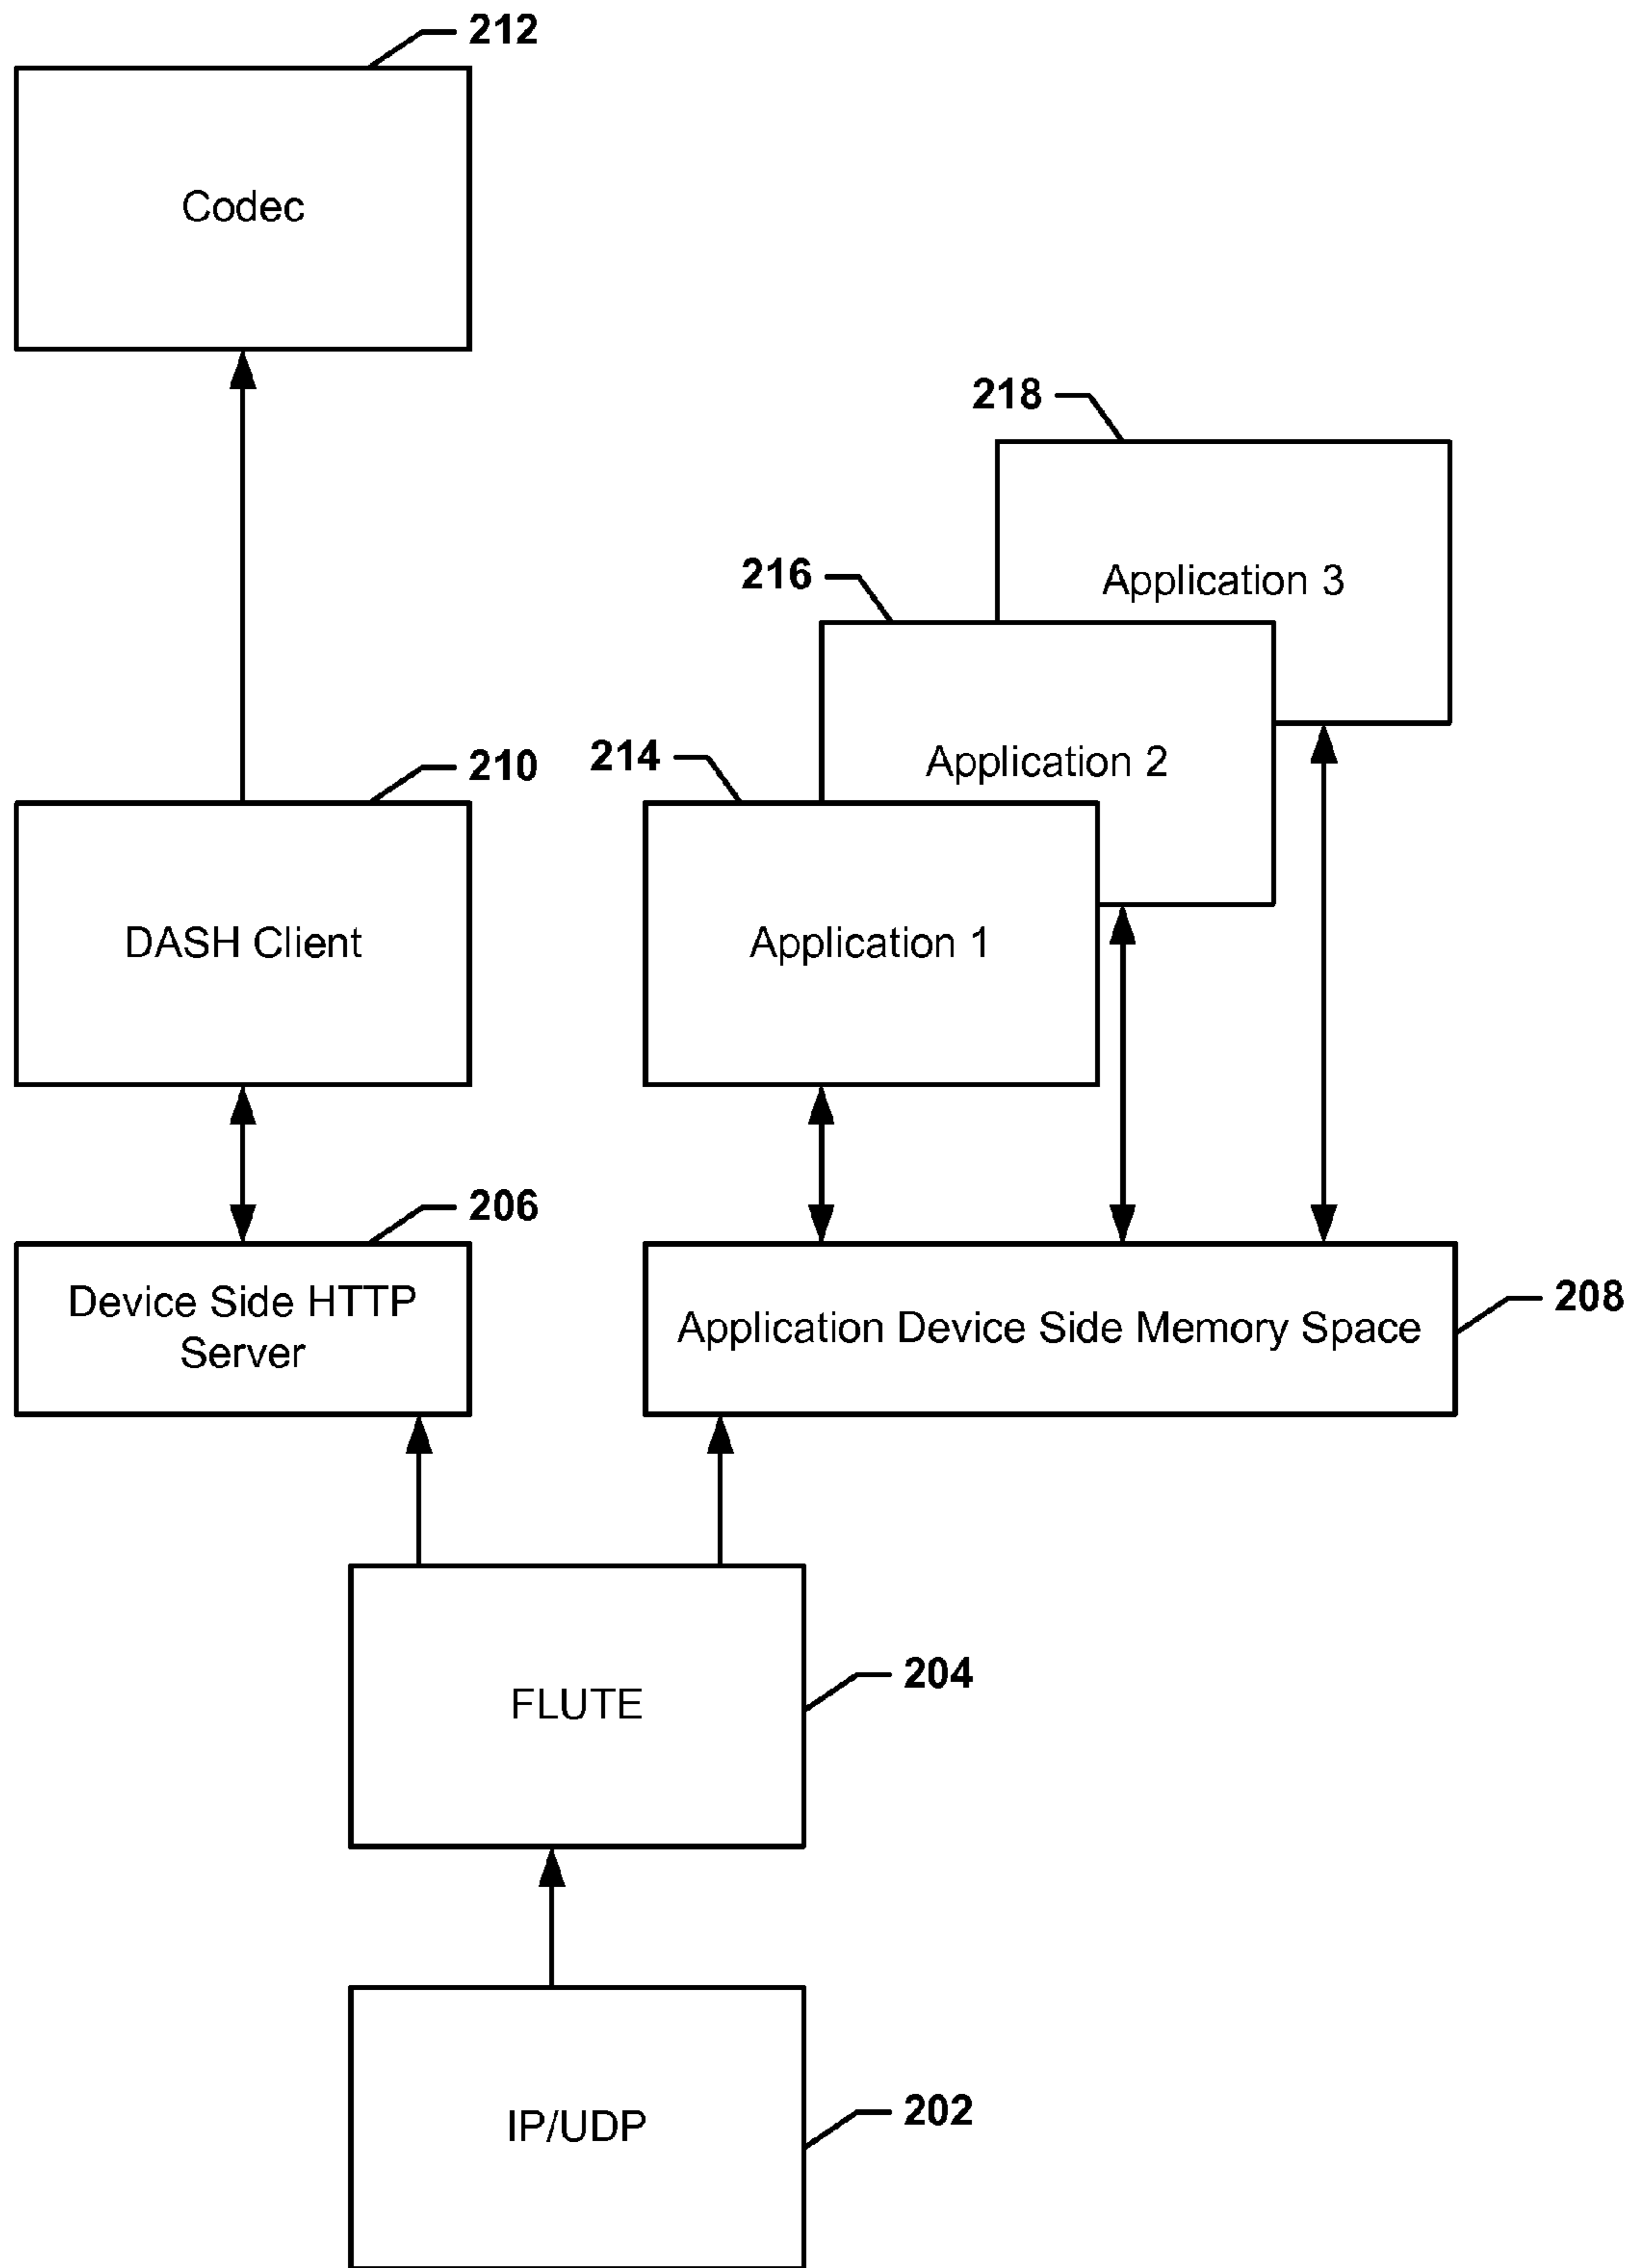 212
Codec
218
Application 3
216
Application 2
214
210
Application 1
DASH Client
206
Device Side HTTP
Server
208
Application Device Side Memory Space
204
FLUTE
202
IP/UDP